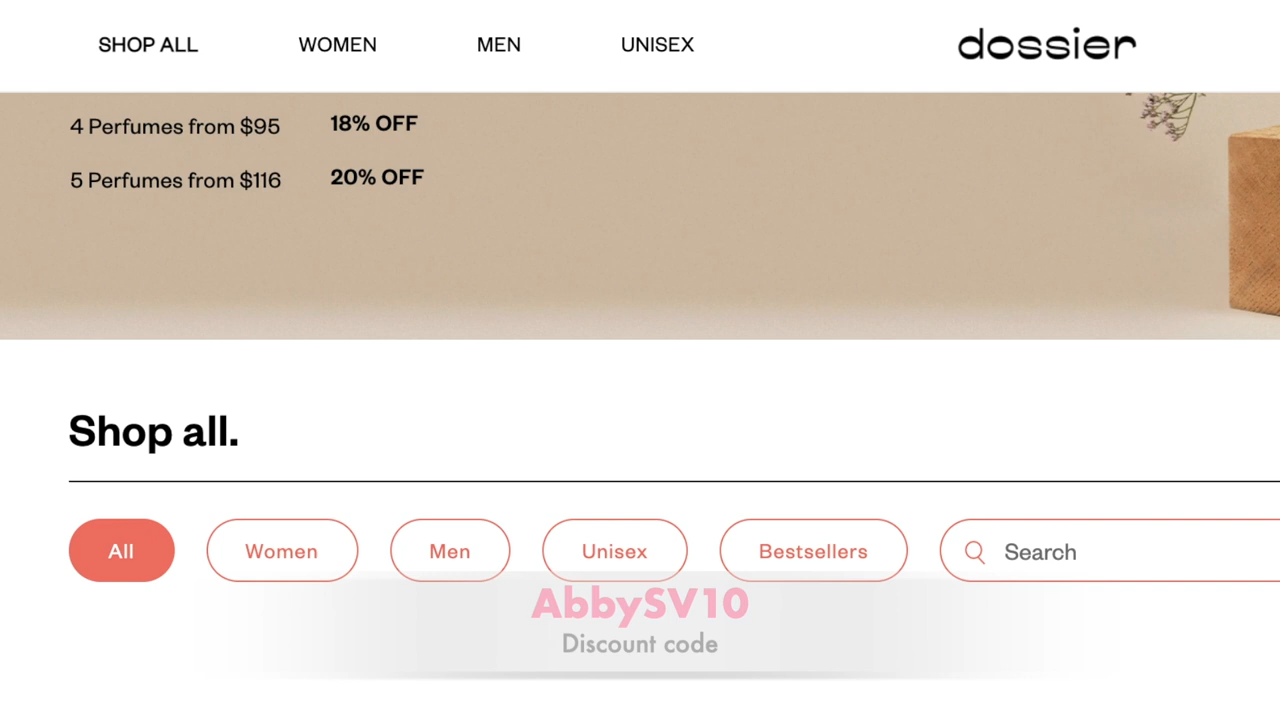 SHOP ALL WOMEN MEN UNISEX dossier
4 Perfumes from $95 18% OFF
5 Perfumes from $116 20% OFF
Shop all.
All Women Men Unisex Bestsellers Search
AbbySV10
Discount code